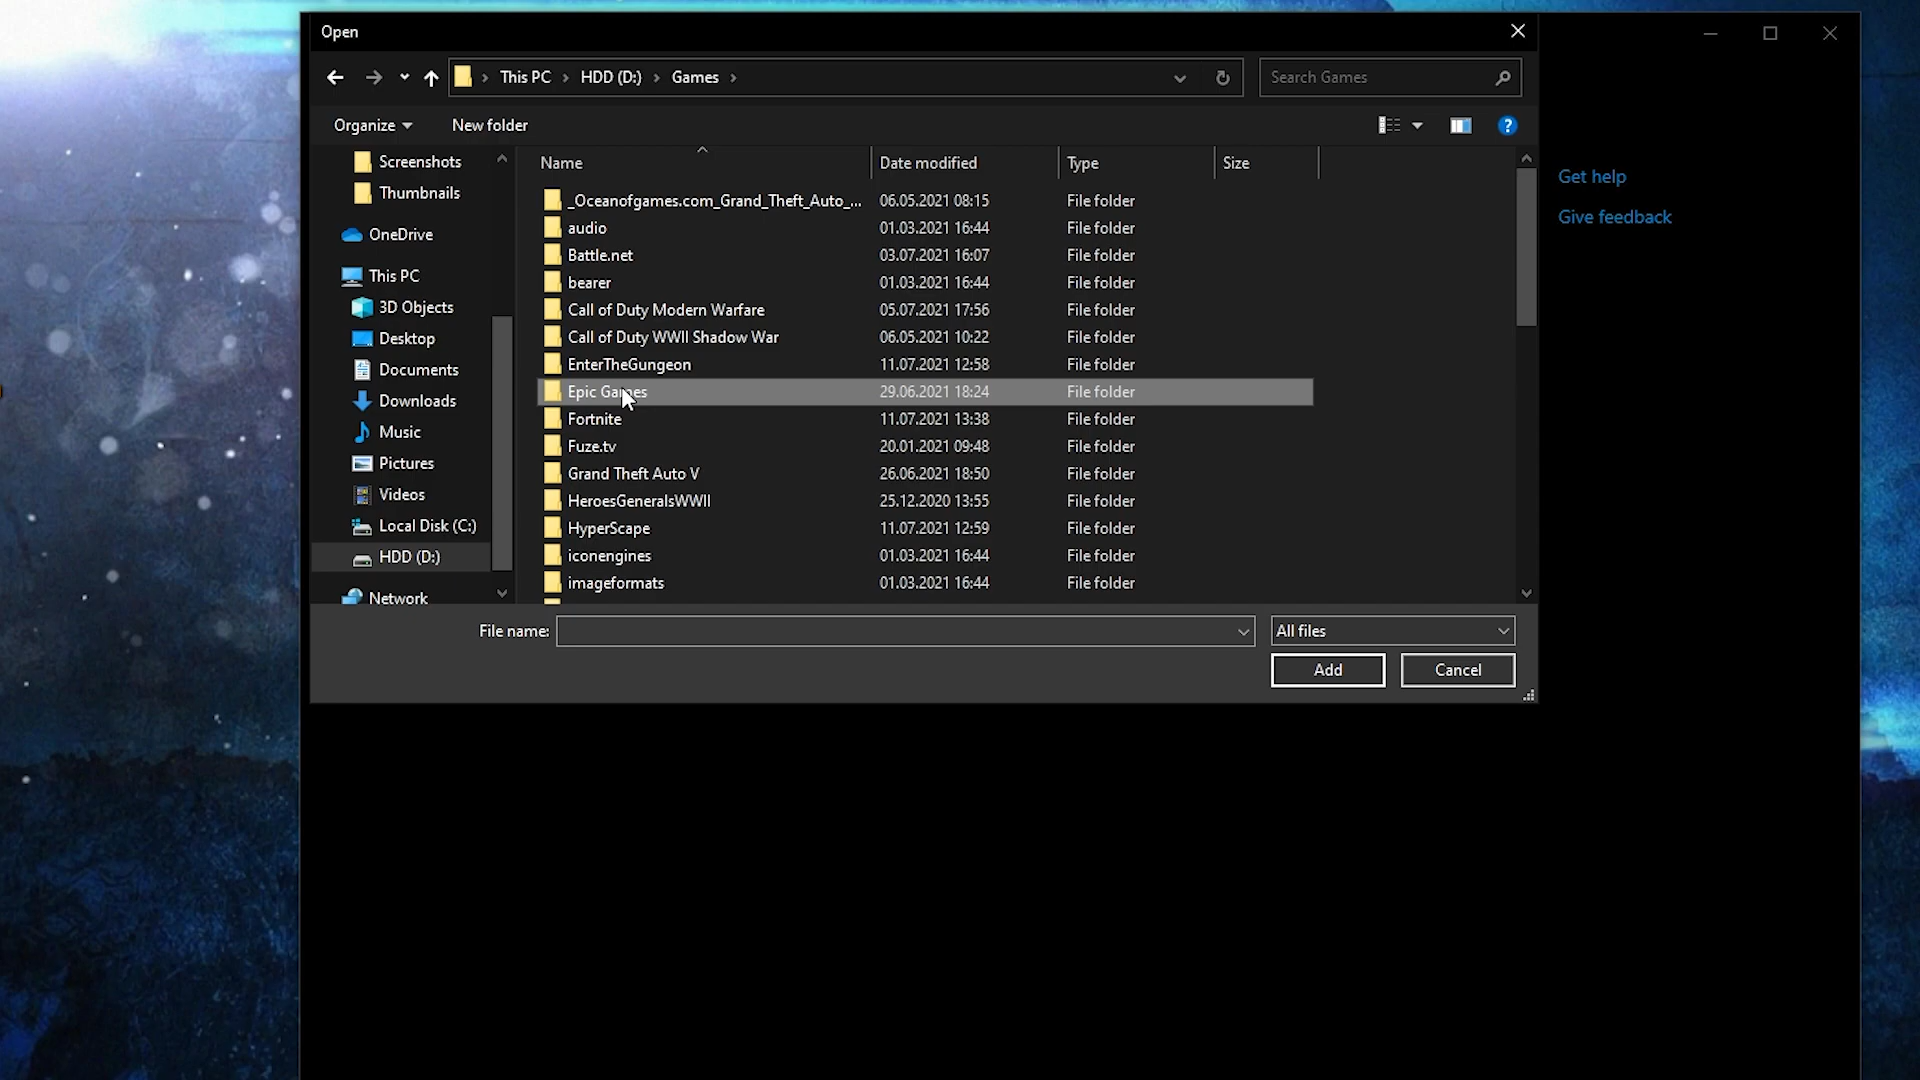 Open
This PC > HDD (D:) > Games >
Search Games
Organize
New folder
Screenshots
Thumbnails
OneDrive
This PC
3D Objects
Desktop
Documents
Downloads
Music
Pictures
Videos
Local Disk (C:)
HDD (D:)
Network
Name Date modified Type Size
_Oceanofgames.com_Grand_Theft_Auto_... 06.05.2021 08:15 File folder
audio 01.03.2021 16:44 File folder
Battle.net 03.07.2021 16:07 File folder
bearer 01.03.2021 16:44 File folder
Call of Duty Modern Warfare 05.07.2021 17:56 File folder
Call of Duty WWII Shadow War 06.05.2021 10:22 File folder
EnterTheGungeon 11.07.2021 12:58 File folder
Epic Games 29.06.2021 18:24 File folder
Fortnite 11.07.2021 13:38 File folder
Fuze.tv 20.01.2021 09:48 File folder
Grand Theft Auto V 26.06.2021 18:50 File folder
HeroesGeneralsWWII 25.12.2020 13:55 File folder
HyperScape 11.07.2021 12:59 File folder
iconengines 01.03.2021 16:44 File folder
imageformats 01.03.2021 16:44 File folder
File name:
All files
Add
Cancel
Get help
Give feedback